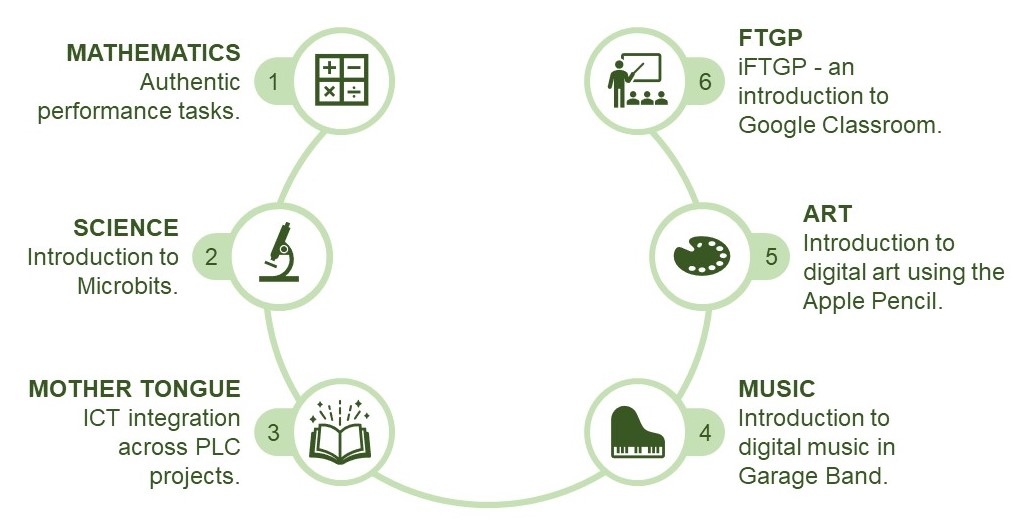 MATHEMATICS
Authentic
performance tasks.
1
SCIENCE
Introduction to
Microbits.
2
MOTHER TONGUE
ICT integration
across PLC
projects.
3
MUSIC
Introduction to
digital music in
Garage Band.
4
ART
Introduction to
digital art using the
Apple Pencil.
5
FTGP
iFTGP - an
introduction to
Google Classroom.
6